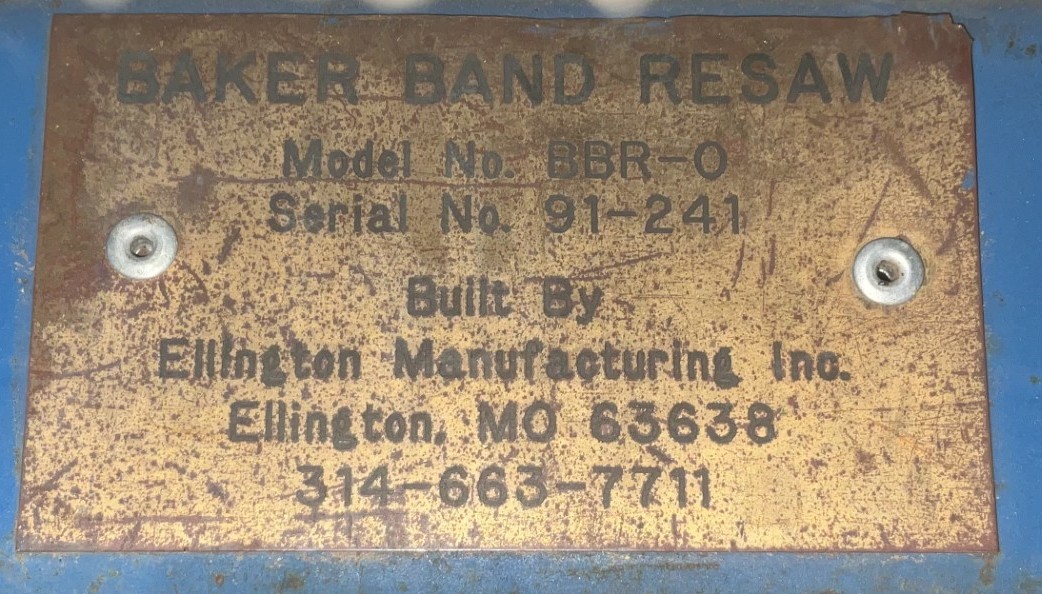 BAKER BAND RESAW
Model No. BBR-0
Serial No. 91-241
Built By
Ellington Manufacturing Inc.
Ellington, MO 63638
314-663-7711